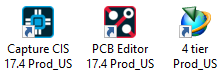 Capture CIS
17.4 Prod_US
PCB Editor
17.4 Prod_US
4 tier
Prod_US